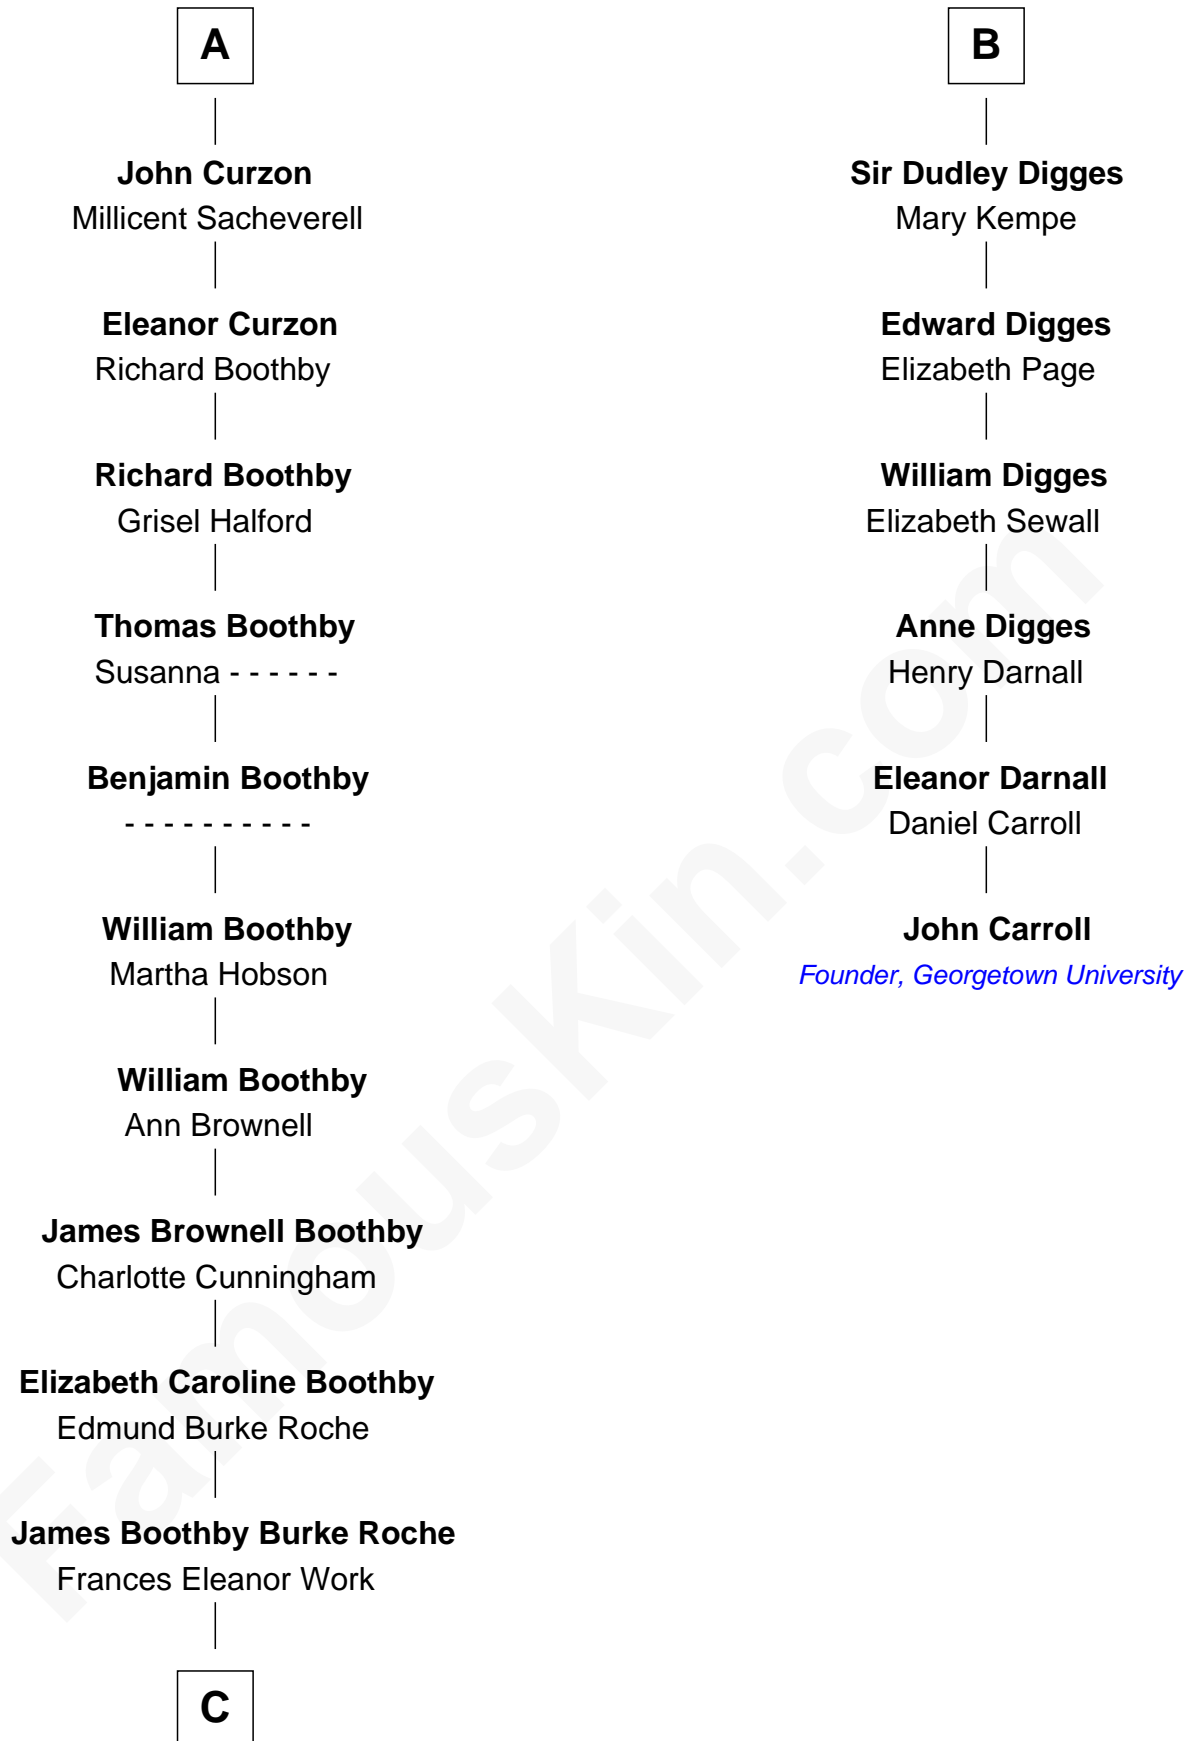 A
John Curzon
Millicent Sacheverell
Eleanor Curzon
Richard Boothby
Richard Boothby
Grisel Halford
Thomas Boothby
Susanna - - - - - -
Benjamin Boothby
- - - - - - - - - -
William Boothby
Martha Hobson
William Boothby
Ann Brownell
James Brownell Boothby
Charlotte Cunningham
Elizabeth Caroline Boothby
Edmund Burke Roche
James Boothby Burke Roche
Frances Eleanor Work
C
B
Sir Dudley Digges
Mary Kempe
Edward Digges
Elizabeth Page
William Digges
Elizabeth Sewall
Anne Digges
Henry Darnall
Eleanor Darnall
Daniel Carroll
John Carroll
Founder, Georgetown University
FamousKin.com